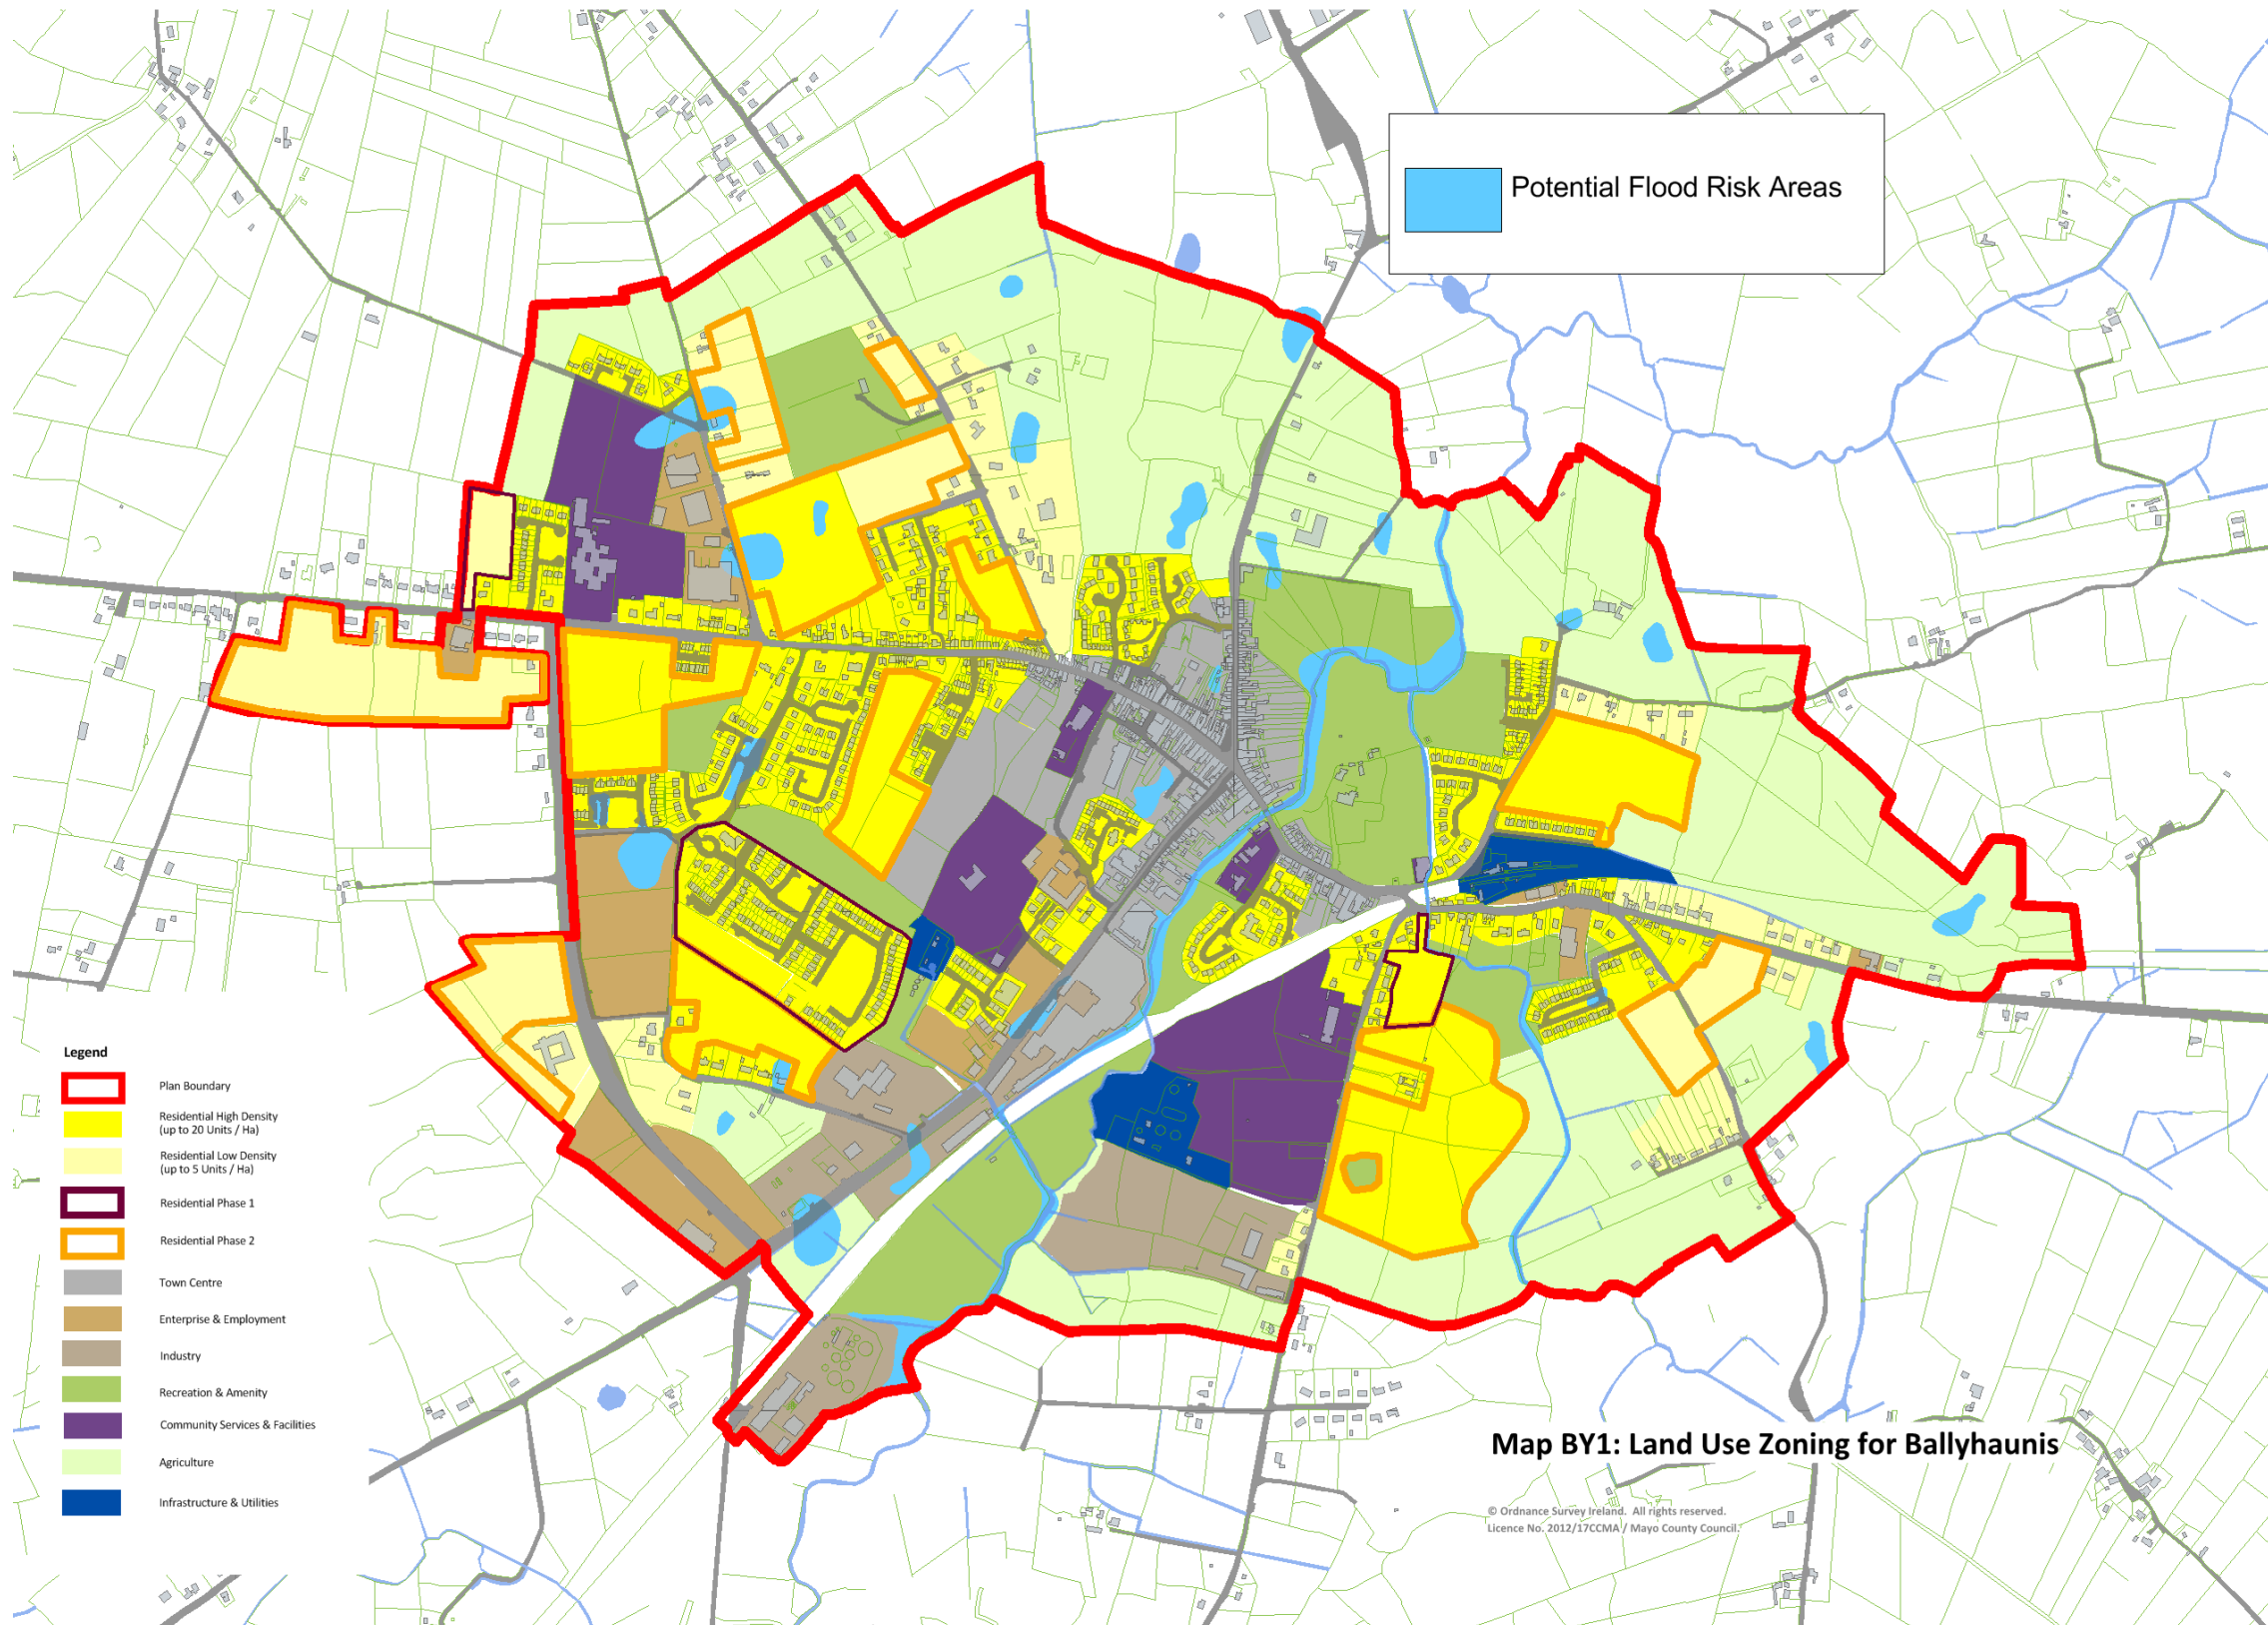 Potential Flood Risk Areas
Legend
Plan Boundary
Residential High Density
(up to 20 Units / Ha)
Residential Low Density
(up to 5 Units / Ha)
Residential Phase 1
Residential Phase 2
Town Centre
Enterprise & Employment
Industry
Recreation & Amenity
Community Services & Facilities
Agriculture
Infrastructure & Utilities
Map BY1: Land Use Zoning for Ballyhaunis
© Ordnance Survey Ireland. All rights reserved.
Licence No. 2012/17CCMA / Mayo County Council.